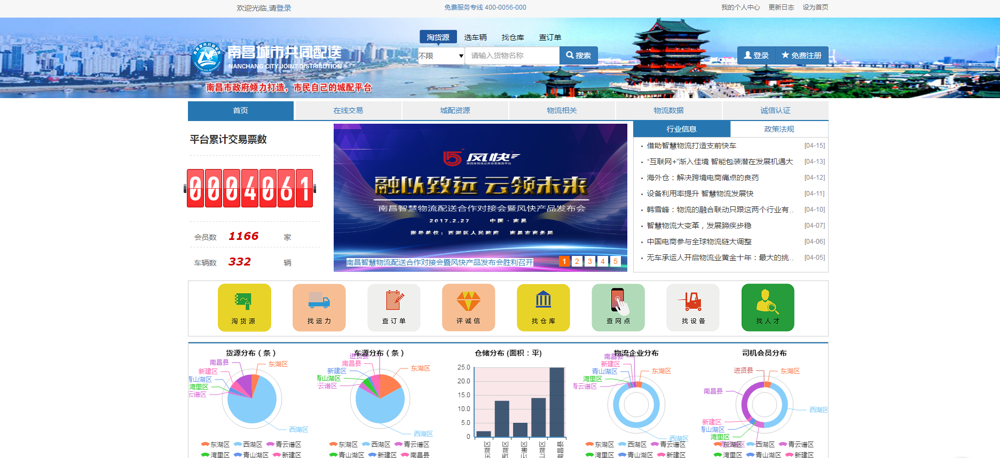 欢迎光临,请登录 免费服务专线 400-0056-000 我的个人中心 更新日志 设为首页
淘货源 选车辆 找仓库 查订单
南昌城市共同配送
NANCHANG CITY JOINT DISTRIBUTION
不限 请输入货物名称 搜索 登录 免费注册
南昌市政府倾力打造，市民自己的城配平台
首页 在线交易 城配资源 物流相关 物流数据 诚信认证
平台累计交易票数
0004061
会员数 1166 家
车辆数 332 辆
风快
第四方物流公共交易服务平台
融以致远 云领未来
南昌智慧物流配送合作对接会暨风快产品发布会
2017.2.27 中国·南昌
指导单位：西湖区人民政府 南昌市商务局
南昌智慧物流配送合作对接会暨风快产品发布会胜利召开 1 2 3 4 5
行业信息 政策法规
借助智慧物流打造支前快车 [04-15]
“互联网+”渐入佳境 智能包装潜在发展机遇大 [04-13]
海外仓：解决跨境电商痛点的良药 [04-12]
设备利用率提升 智慧物流发展快 [04-11]
韩雪峰：物流的融合联动只跟这两个行业有.. [04-10]
智慧物流大变革，发展蹄疾步稳 [04-07]
中国电商参与全球物流链大调整 [04-06]
无车承运人开启物流业黄金十年：最大的挑.. [04-05]
淘货源 找运力 查订单 评诚信 找仓库 查网点 找设备 找人才
货源分布（条）
南昌县 东湖区
新建区
青山湖区
湾里区
云谱区
西湖区
东湖区 西湖区 青云谱区
湾里区 青山湖区 新建区
车源分布（条）
进贤县
南昌县 东湖区
新建区
青山湖区
青云谱区
西湖区
东湖区 西湖区 青云谱区
青山湖区 新建区 南昌县
仓储分布 (面积：平)
25.0
20.0
15.0
10.0
5.0
0
东湖区 西湖区 云谱区 山湖区 南昌县
物流企业分布
南昌县
新建区
青山湖区 东湖区
湾里区
青云谱区
西湖区
东湖区 西湖区 青云谱区
湾里区 青山湖区 新建区
司机会员分布
进贤县 东湖区
南昌县
西湖区
新建区
青山湖区
湾里区
东湖区 西湖区 青云谱区
湾里区 青山湖区 新建区